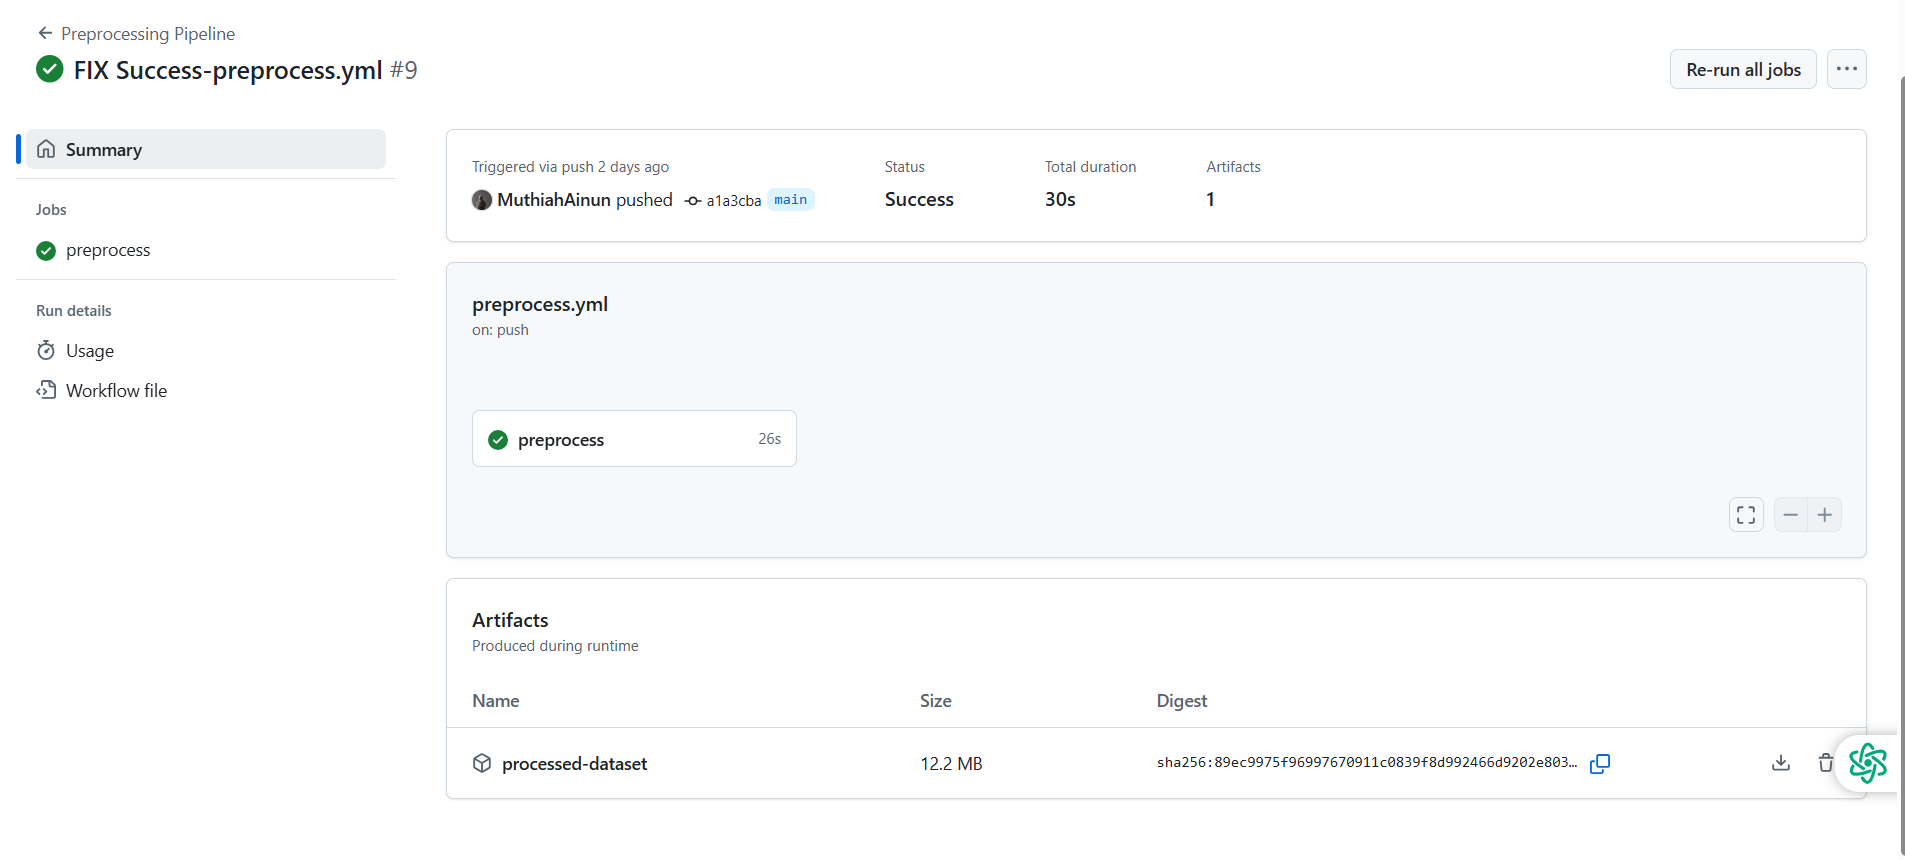 Preprocessing Pipeline
FIX Success-preprocess.yml #9
Re-run all jobs
Summary
Jobs
preprocess
Run details
Usage
Workflow file
Triggered via push 2 days ago
MuthiahAinun pushed a1a3cba main
Status
Success
Total duration
30s
Artifacts
1
preprocess.yml
on: push
preprocess 26s
Artifacts
Produced during runtime
Name Size Digest
processed-dataset 12.2 MB sha256:89ec9975f96997670911c0839f8d992466d9202e803…